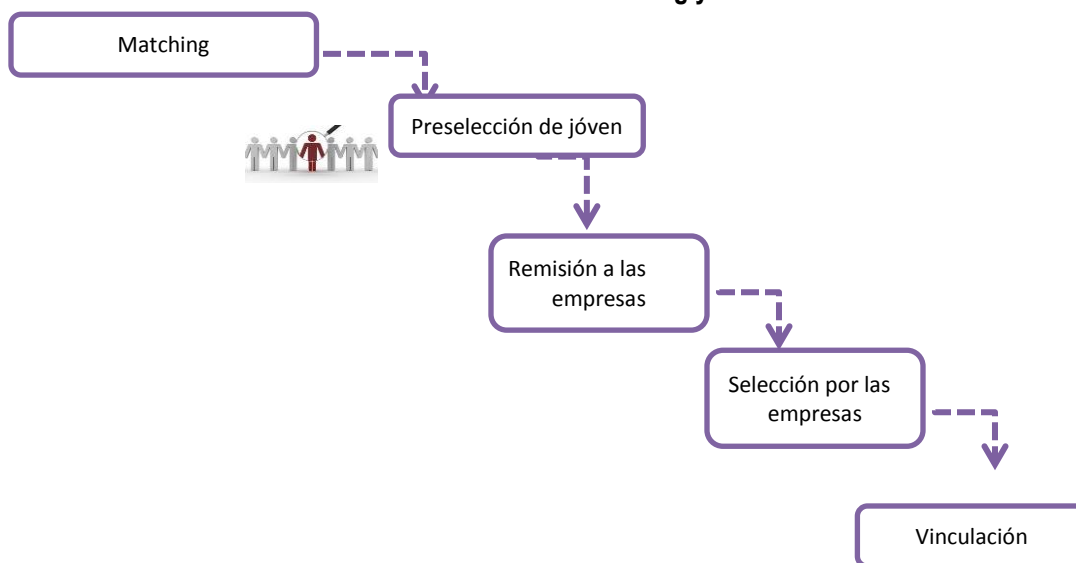 Matching
Preselección de jóven
Remisión a las
empresas
Selección por las
empresas
Vinculación